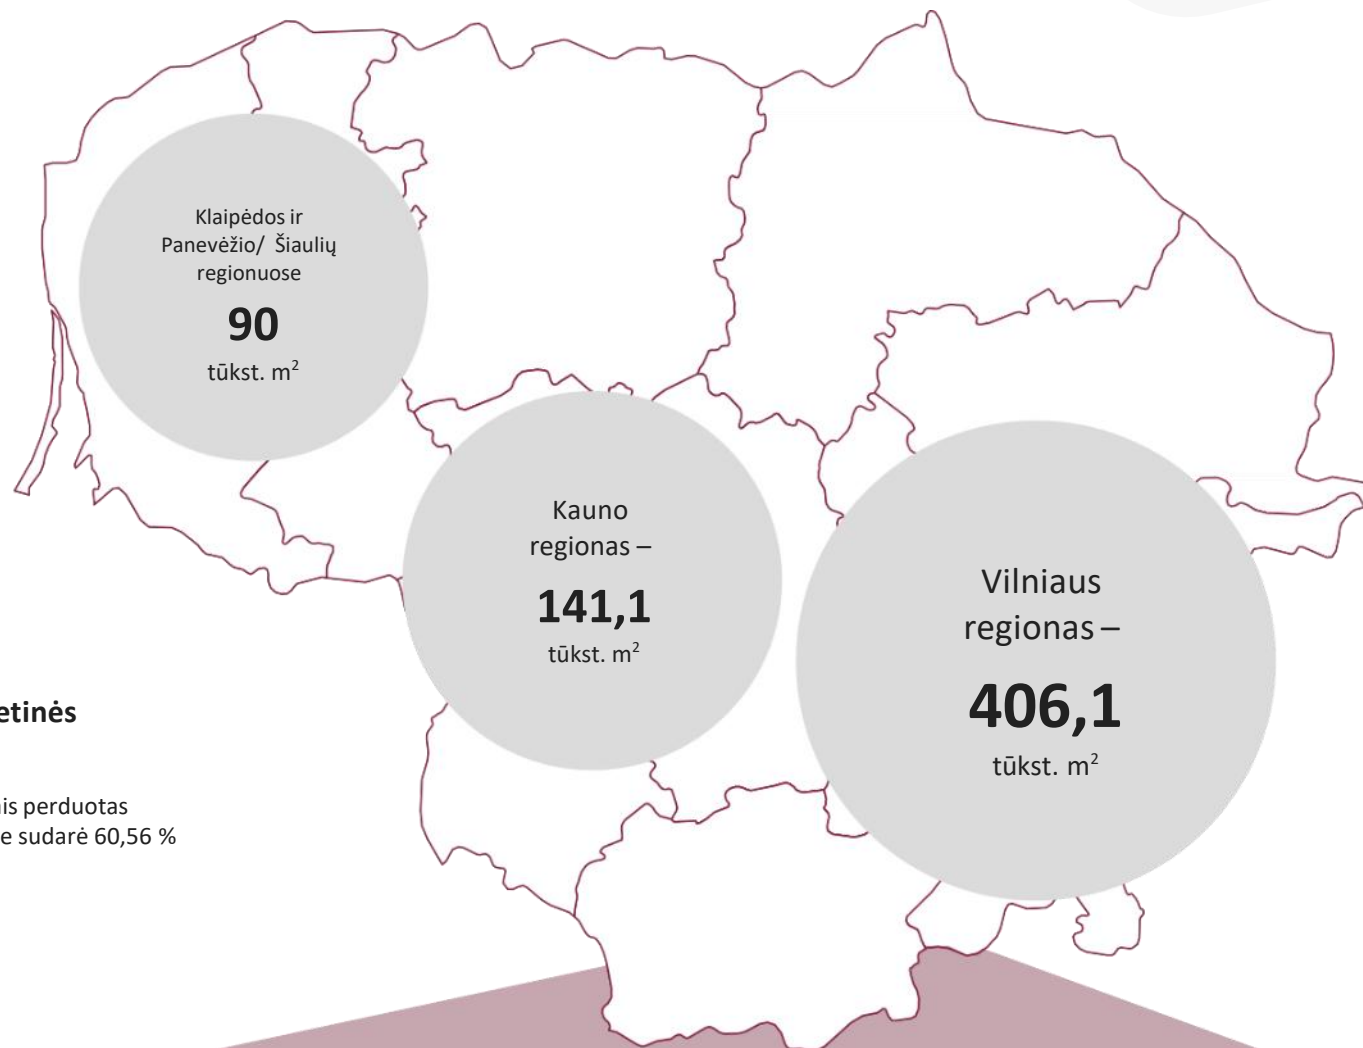 Klaipėdos ir
Panevėžio/ Šiaulių
regionuose
90
tūkst. m²
Kauno
regionas –
141,1
tūkst. m²
Vilniaus
regionas –
406,1
tūkst. m²
etinės
is perduotas
e sudarė 60,56 %